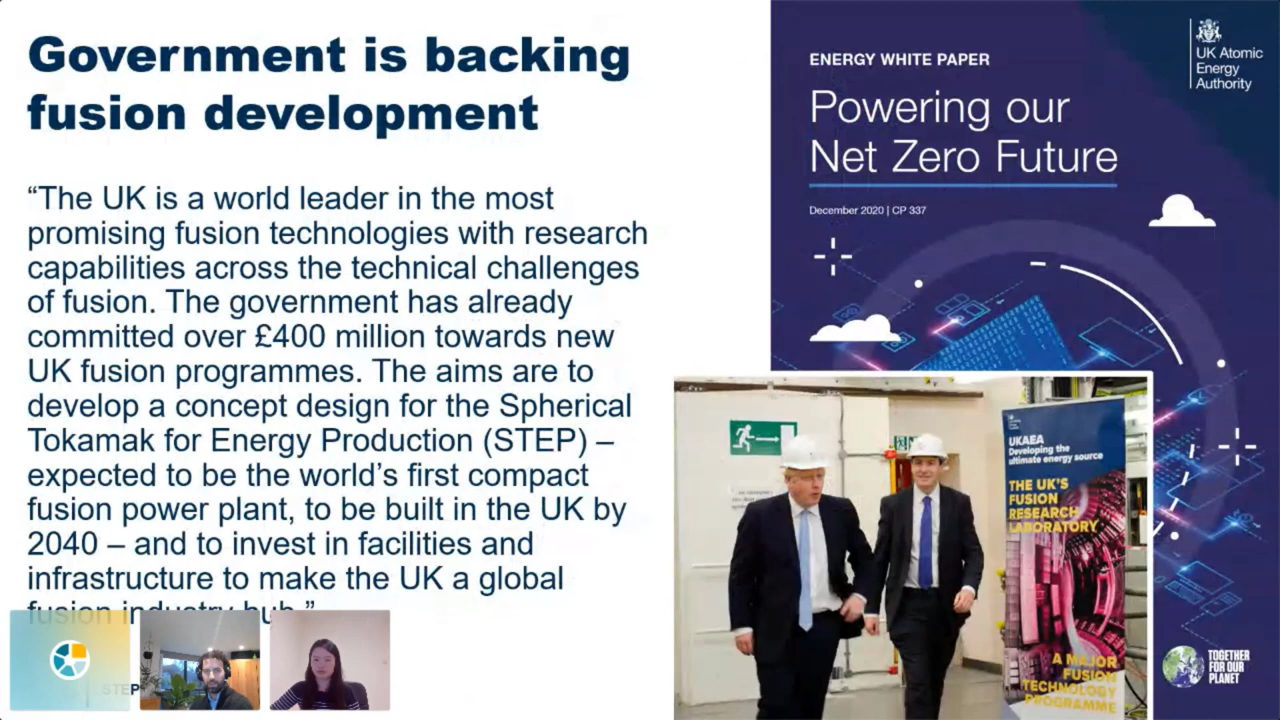 Government is backing
fusion development
“The UK is a world leader in the most
promising fusion technologies with research
capabilities across the technical challenges
of fusion. The government has already
committed over £400 million towards new
UK fusion programmes. The aims are to
develop a concept design for the Spherical
Tokamak for Energy Production (STEP) –
expected to be the world’s first compact
fusion power plant, to be built in the UK by
2040 – and to invest in facilities and
infrastructure to make the UK a global
fusion industry hub.”
STEP
ENERGY WHITE PAPER
Powering our
Net Zero Future
December 2020 | CP 337
UK Atomic
Energy
Authority
UKAEA
Developing the
ultimate energy source
THE UK'S
FUSION
RESEARCH
LABORATORY
A MAJOR
FUSION
TECHNOLOGY
PROGRAMME
TOGETHER
FOR OUR
PLANET